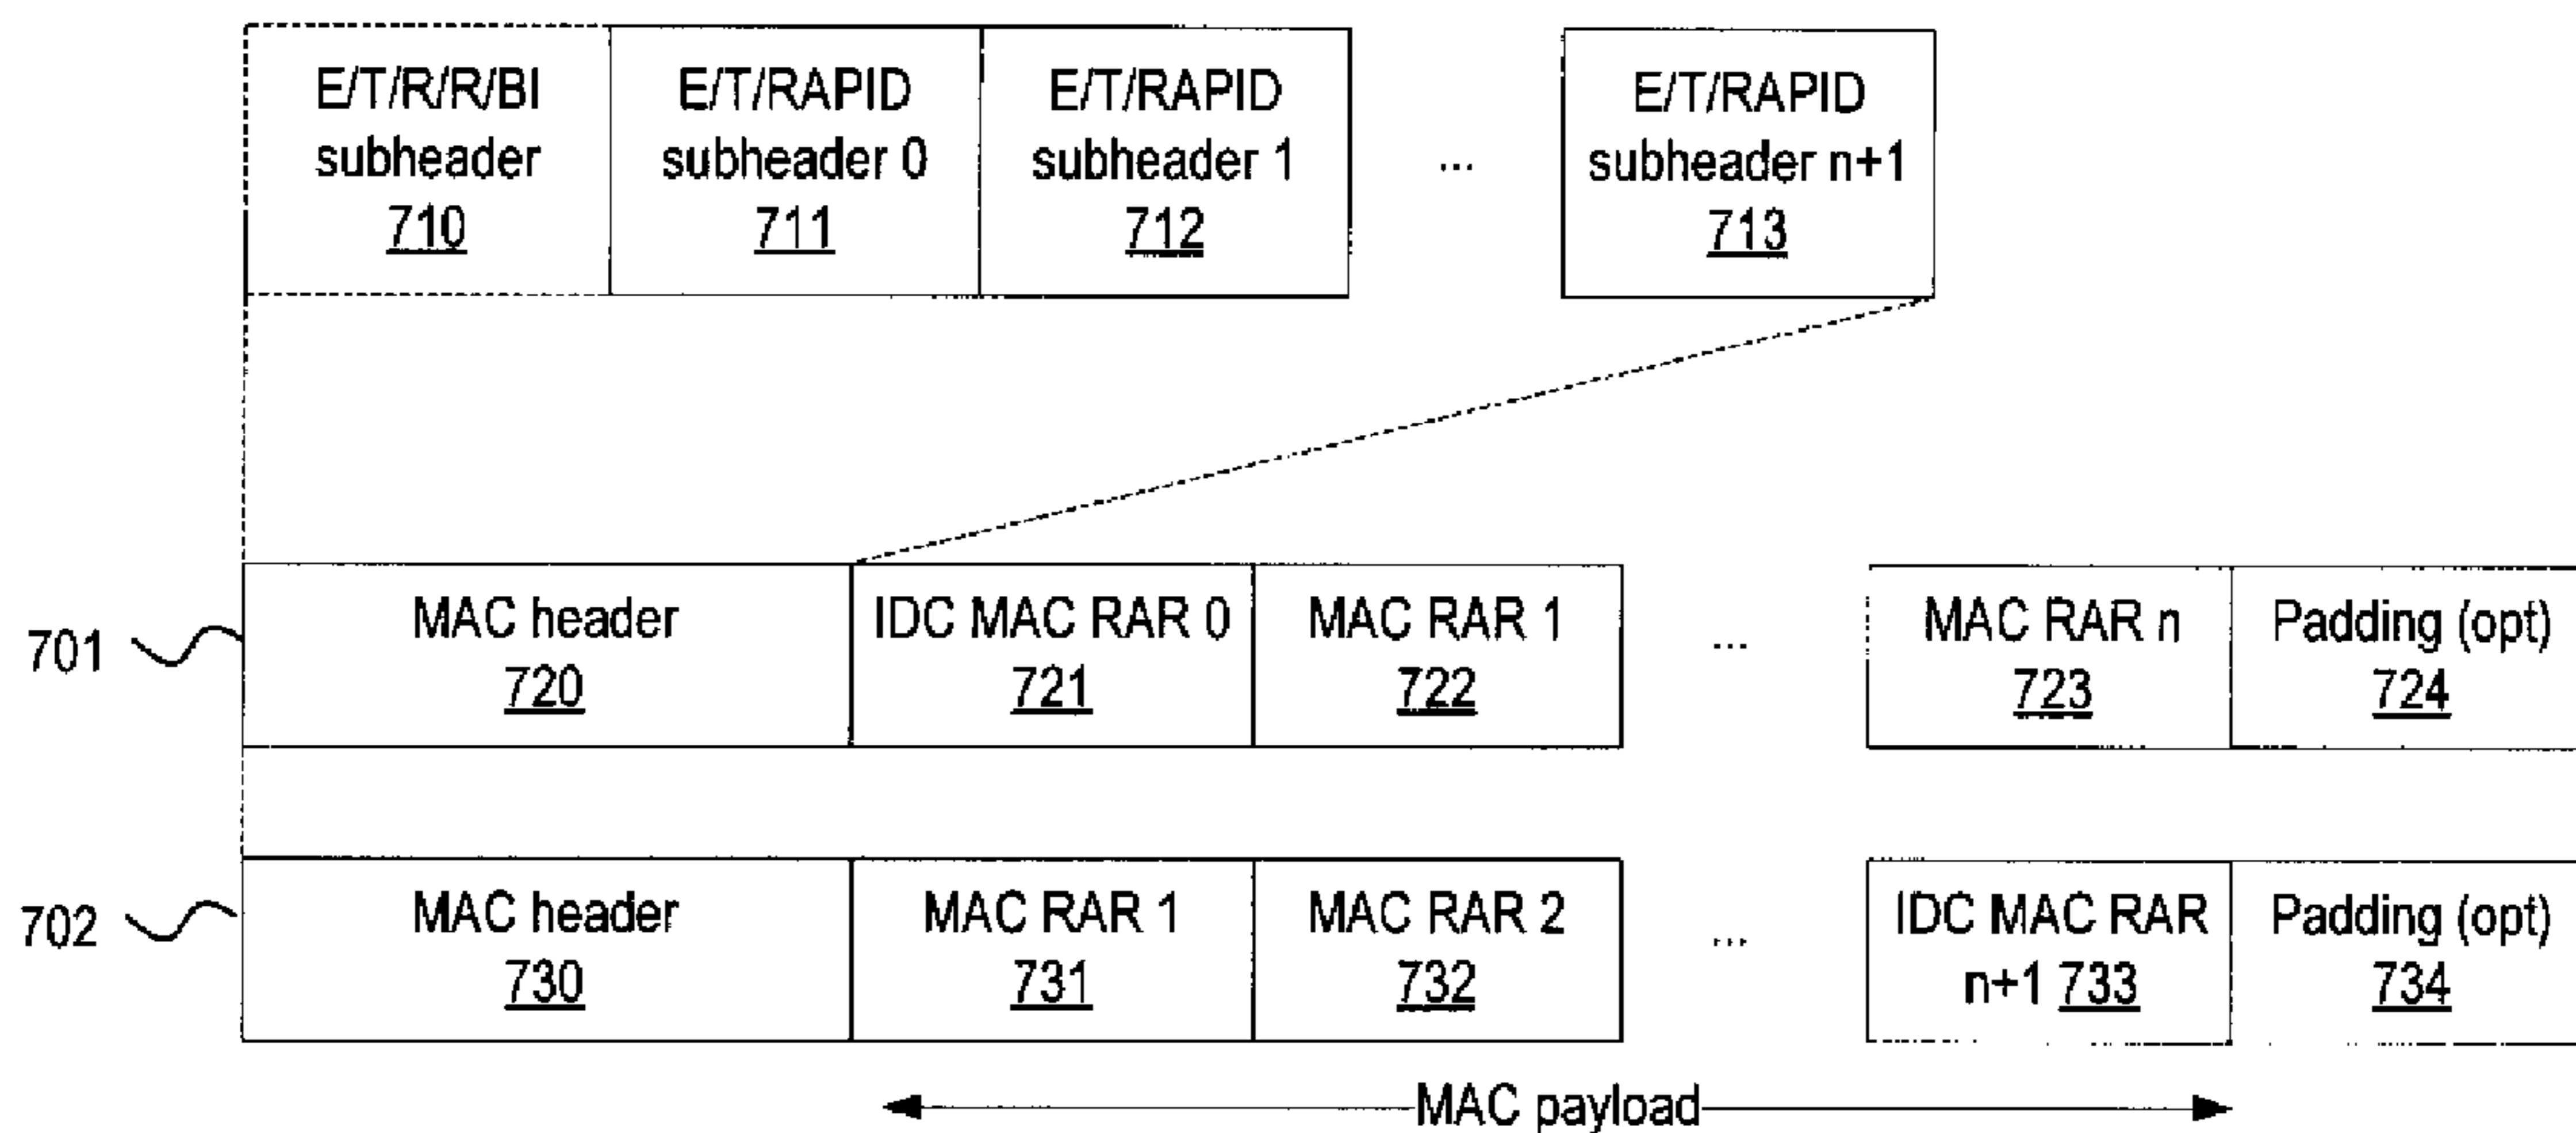 E/T/R/R/BI subheader 710
E/T/RAPID subheader 0 711
E/T/RAPID subheader 1 712
...
E/T/RAPID subheader n+1 713
701
MAC header 720
IDC MAC RAR 0 721
MAC RAR 1 722
...
MAC RAR n 723
Padding (opt) 724
702
MAC header 730
MAC RAR 1 731
MAC RAR 2 732
...
IDC MAC RAR n+1 733
Padding (opt) 734
MAC payload